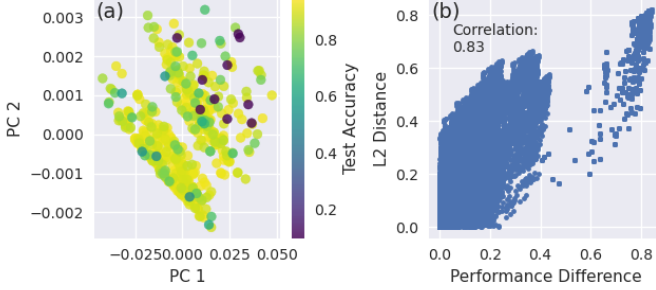 (a)
0.003
0.002
0.001
0.000
−0.001
−0.002
PC 2
−0.025 0.000 0.025 0.050
PC 1
0.8
0.6
0.4
0.2
Test Accuracy
(b)
Correlation:
0.83
0.8
0.6
0.4
0.2
0.0
L2 Distance
0.0 0.2 0.4 0.6 0.8
Performance Difference